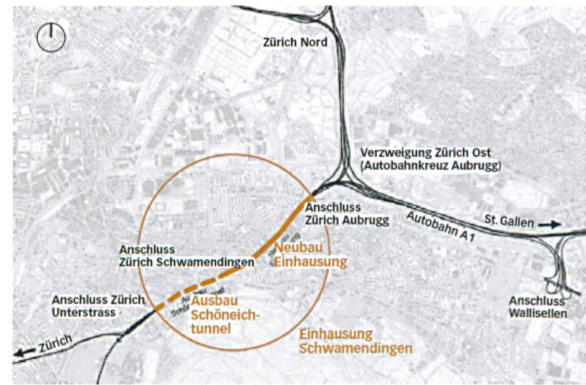 Zürich Nord
Verzweigung Zürich Ost
(Autobahnkreuz Aubrugg)
Anschluss
Zürich Aubrugg
St. Gallen
Autobahn A1
Anschluss
Zürich Schwamendingen
Neubau
Einhausung
Anschluss Zürich
Unterstrass
Ausbau
Schöneich-
tunnel
Anschluss
Wallisellen
Einhausung
Schwamendingen
Zürich